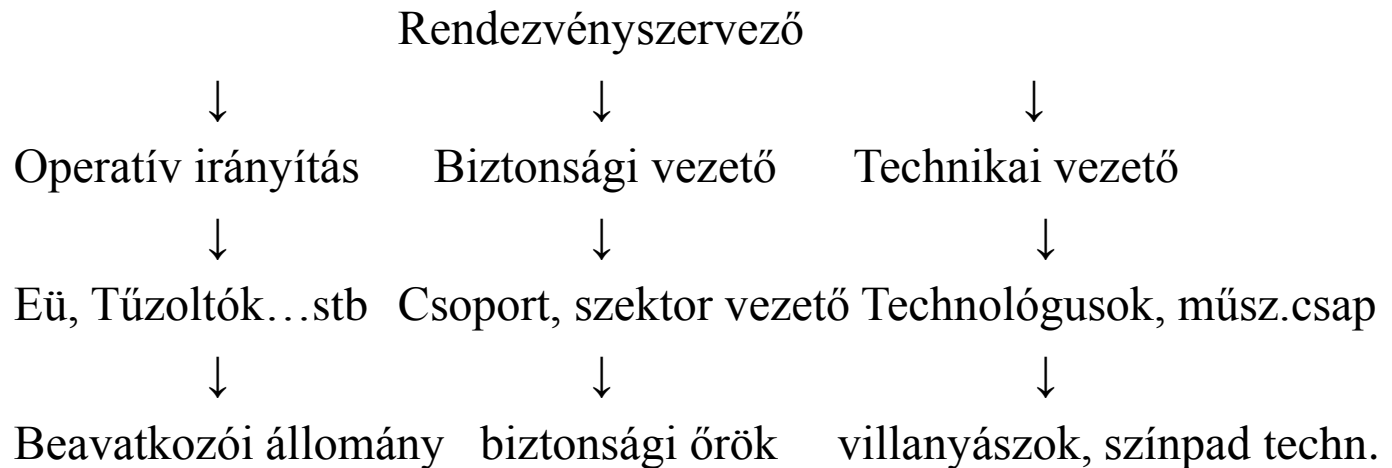 Rendezvényszervező
↓ ↓ ↓
Operatív irányítás Biztonsági vezető Technikai vezető
↓ ↓ ↓
Eü, Tűzoltók…stb Csoport, szektor vezető Technológusok, műsz.csap
↓ ↓ ↓
Beavatkozói állomány biztonsági őrök villanyászok, színpad techn.